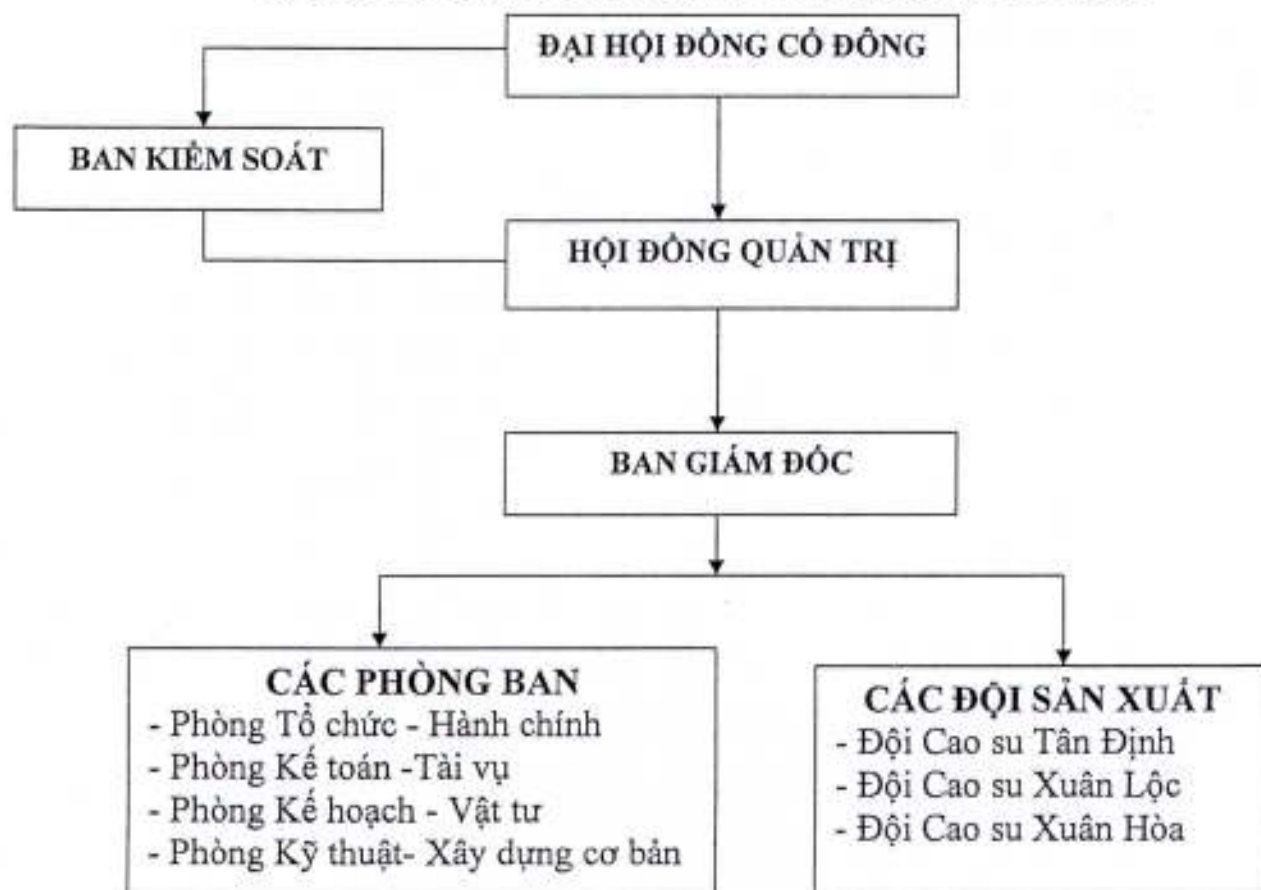 ĐẠI HỘI ĐỒNG CỔ ĐÔNG
BAN KIỂM SOÁT
HỘI ĐỒNG QUẢN TRỊ
BAN GIÁM ĐỐC
CÁC PHÒNG BAN
- Phòng Tổ chức - Hành chính
- Phòng Kế toán -Tài vụ
- Phòng Kế hoạch - Vật tư
- Phòng Kỹ thuật- Xây dựng cơ bản
CÁC ĐỘI SẢN XUẤT
- Đội Cao su Tân Định
- Đội Cao su Xuân Lộc
- Đội Cao su Xuân Hòa